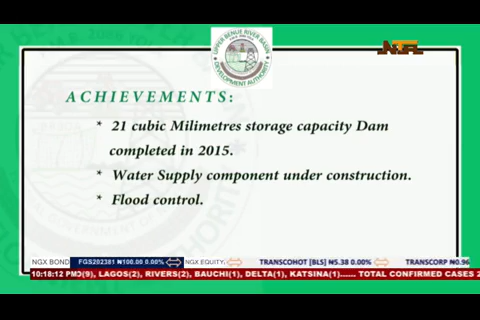 UPPER BENUE RIVER BASIN
DEVELOPMENT AUTHORITY
NTA
ACHIEVEMENTS:
* 21 cubic Milimetres storage capacity Dam
completed in 2015.
* Water Supply component under construction.
* Flood control.
NGX BOND FGS202381 ₦100.00 0.00% NGX EQUITY TRANSCOHOT [BLS] ₦5.38 0.00% TRANSCORP ₦0.96
10:18:12 PM O(9), LAGOS(2), RIVERS(2), BAUCHI(1), DELTA(1), KATSINA(1)...... TOTAL CONFIRMED CASES 2